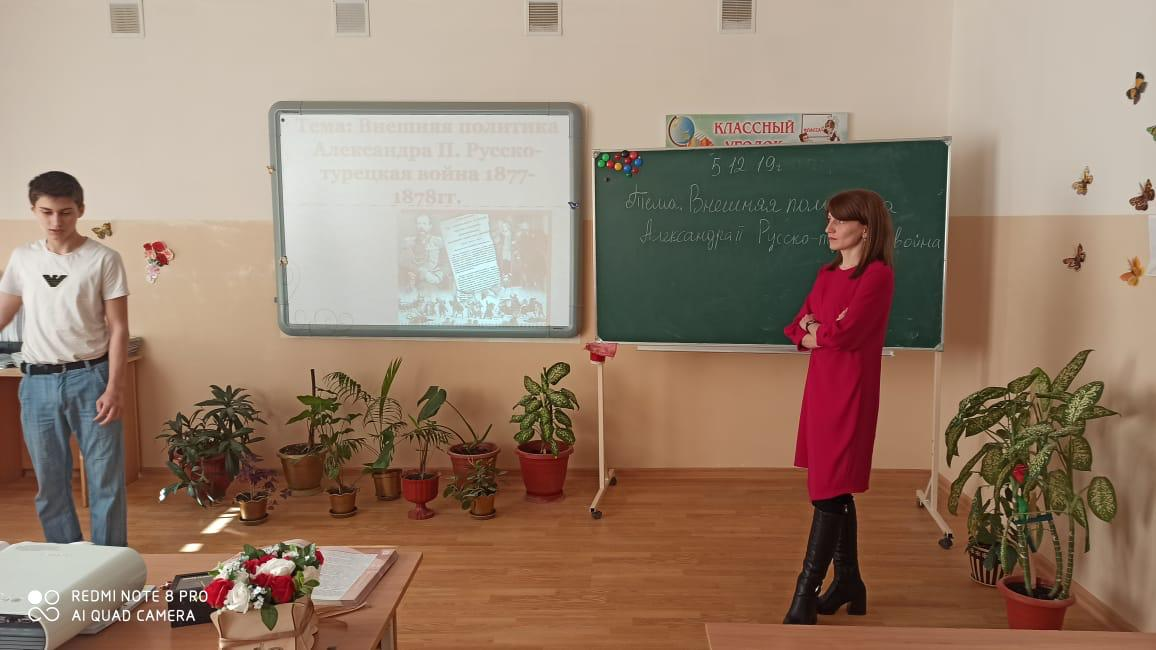 Тема: Внешняя политика
Александра II. Русско-
турецкая война 1877-
1878гг.
КЛАССНЫЙ
УГОЛОК
5 12 19г
Тема. Внешняя
Александра II Русско- война
REDMI NOTE 8 PRO
AI QUAD CAMERA